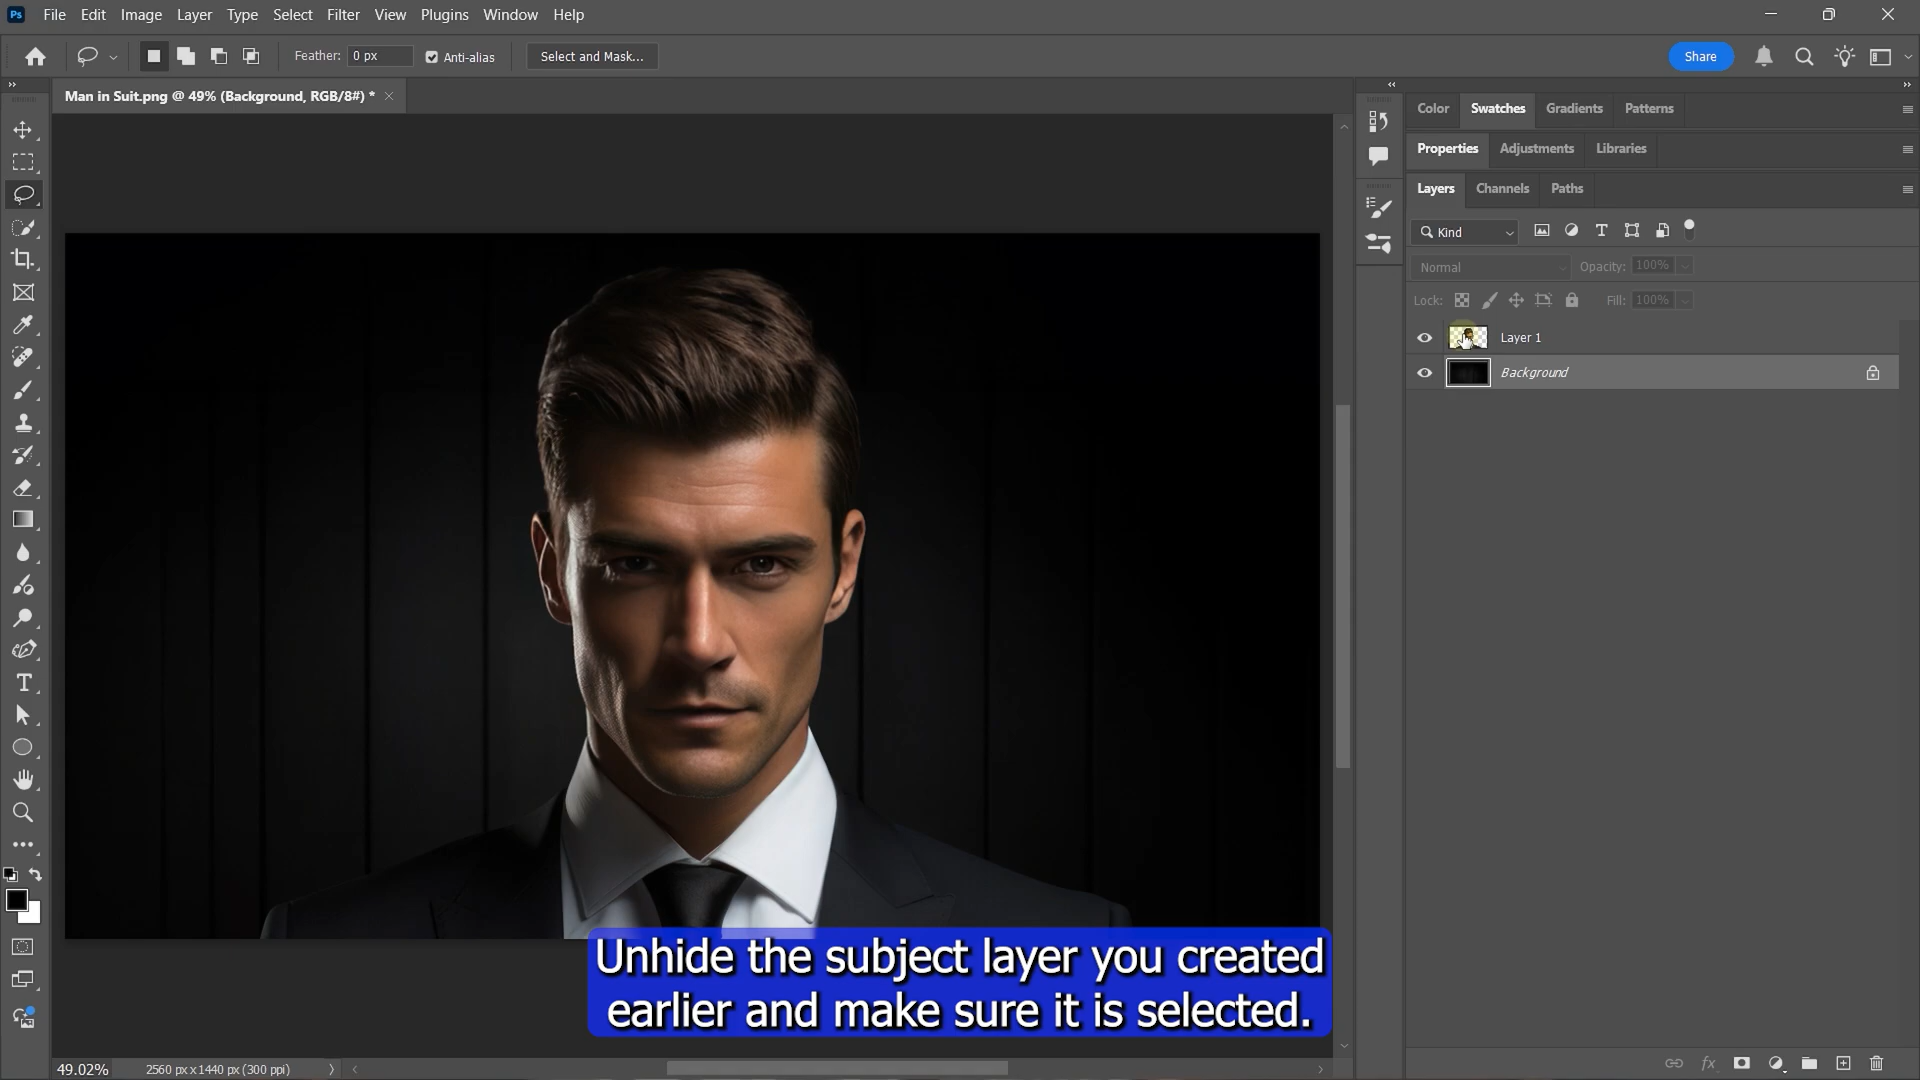 Ps File Edit Image Layer Type Select Filter View Plugins Window Help
Feather: 0 px Anti-alias Select and Mask... Share
Man in Suit.png @ 49% (Background, RGB/8#) * ×
Color Swatches Gradients Patterns
Properties Adjustments Libraries
Layers Channels Paths
Kind
Normal Opacity: 100%
Lock: Fill: 100%
Layer 1
Background
Unhide the subject layer you created
earlier and make sure it is selected.
49.02% 2560 px x 1440 px (300 ppi)
fx